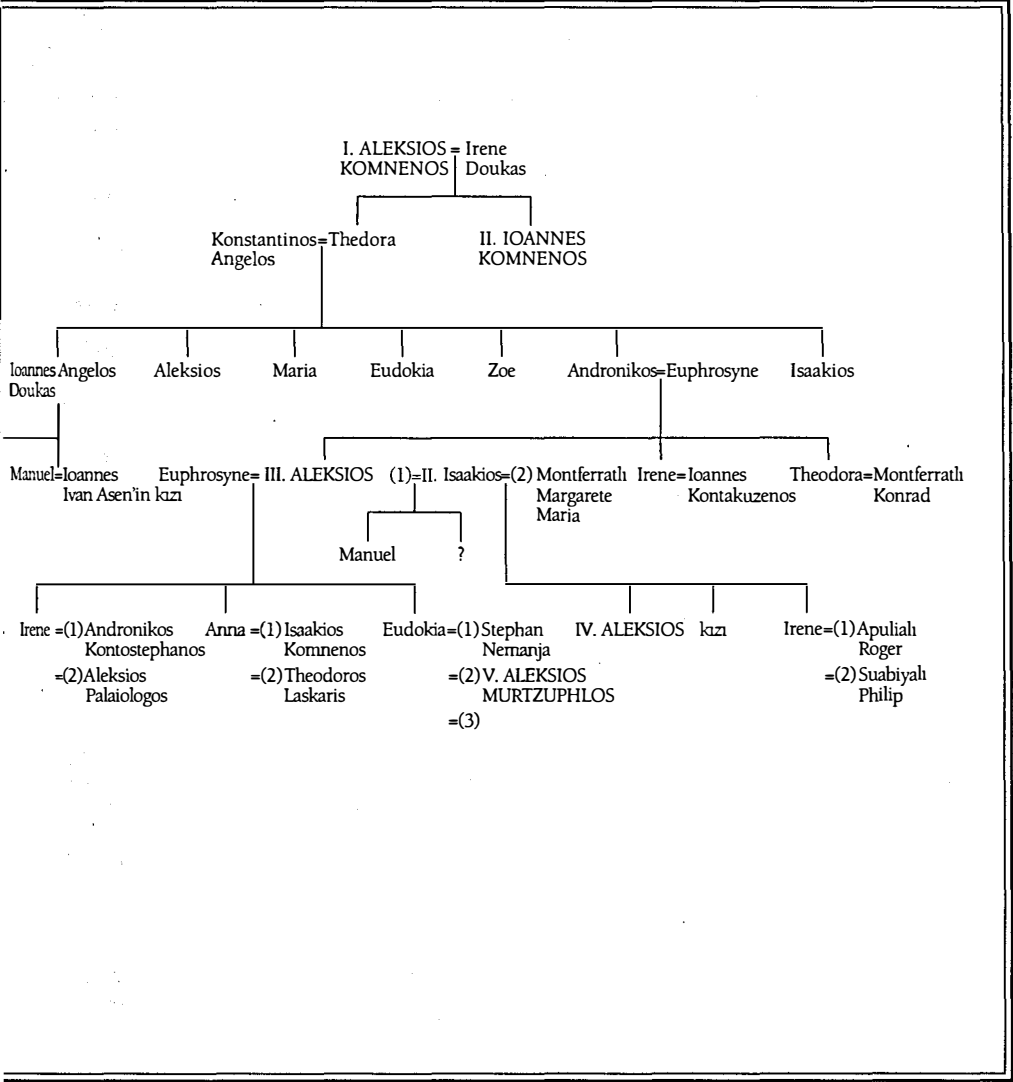 I. ALEKSIOS = Irene
KOMNENOS Doukas
Konstantinos=Thedora II. IOANNES
Angelos KOMNENOS
Ioannes Angelos Aleksios Maria Eudokia Zoe Andronikos=Euphrosyne Isaakios
Doukas
Manuel=Ioannes Euphrosyne= III. ALEKSIOS (1)=II. Isaakios=(2) Montferratlı Irene=Ioannes Theodora=Montferratlı
Ivan Asen'in kızı Margarete Kontakuzenos Konrad
Maria
Manuel ?
Irene =(1)Andronikos Anna =(1)Isaakios Eudokia=(1)Stephan IV. ALEKSIOS kızı Irene=(1)Apulialı
Kontostephanos Komnenos Nemanja Roger
=(2)Aleksios =(2)Theodoros =(2)V. ALEKSIOS =(2)Suabiyalı
Palaiologos Laskaris MURTZUPHLOS Philip
=(3)